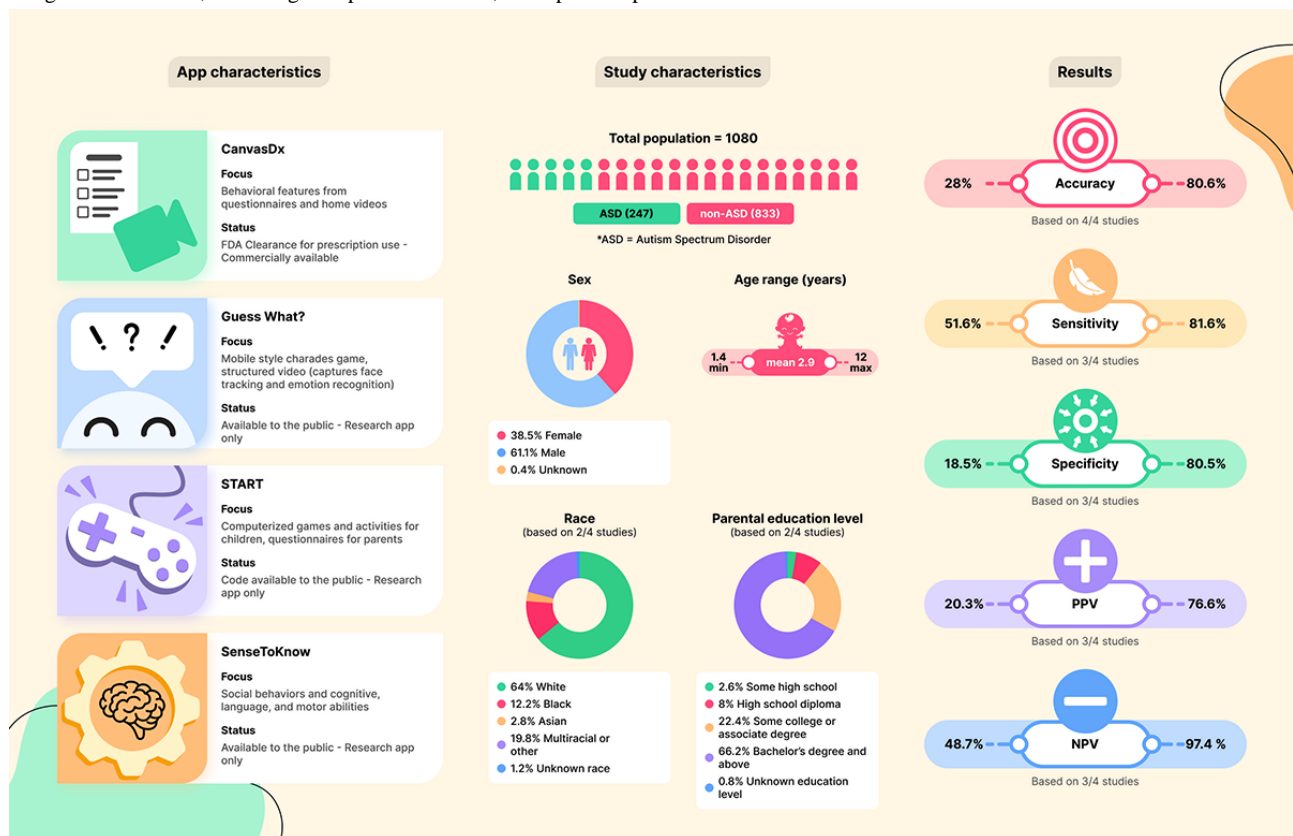 App characteristics
CanvasDx
Focus
Behavioral features from
questionnaires and home videos
Status
FDA Clearance for prescription use -
Commercially available
Guess What?
Focus
Mobile style charades game,
structured video (captures face
tracking and emotion recognition)
Status
Available to the public - Research app
only
START
Focus
Computerized games and activities for
children, questionnaires for parents
Status
Code available to the public - Research
app only
SenseToKnow
Focus
Social behaviors and cognitive,
language, and motor abilities
Status
Available to the public - Research app
only
Study characteristics
Total population = 1080
ASD (247)
non-ASD (833)
*ASD = Autism Spectrum Disorder
Sex
38.5% Female
61.1% Male
0.4% Unknown
Age range (years)
1.4
min
mean 2.9
12
max
Race
(based on 2/4 studies)
64% White
12.2% Black
2.8% Asian
19.8% Multiracial or
other
1.2% Unknown race
Parental education level
(based on 2/4 studies)
2.6% Some high school
8% High school diploma
22.4% Some college or
associate degree
66.2% Bachelor's degree and
above
0.8% Unknown education
level
Results
28% Accuracy 80.6%
Based on 4/4 studies
51.6% Sensitivity 81.6%
Based on 3/4 studies
18.5% Specificity 80.5%
Based on 3/4 studies
20.3% PPV 76.6%
Based on 3/4 studies
48.7% NPV 97.4 %
Based on 3/4 studies